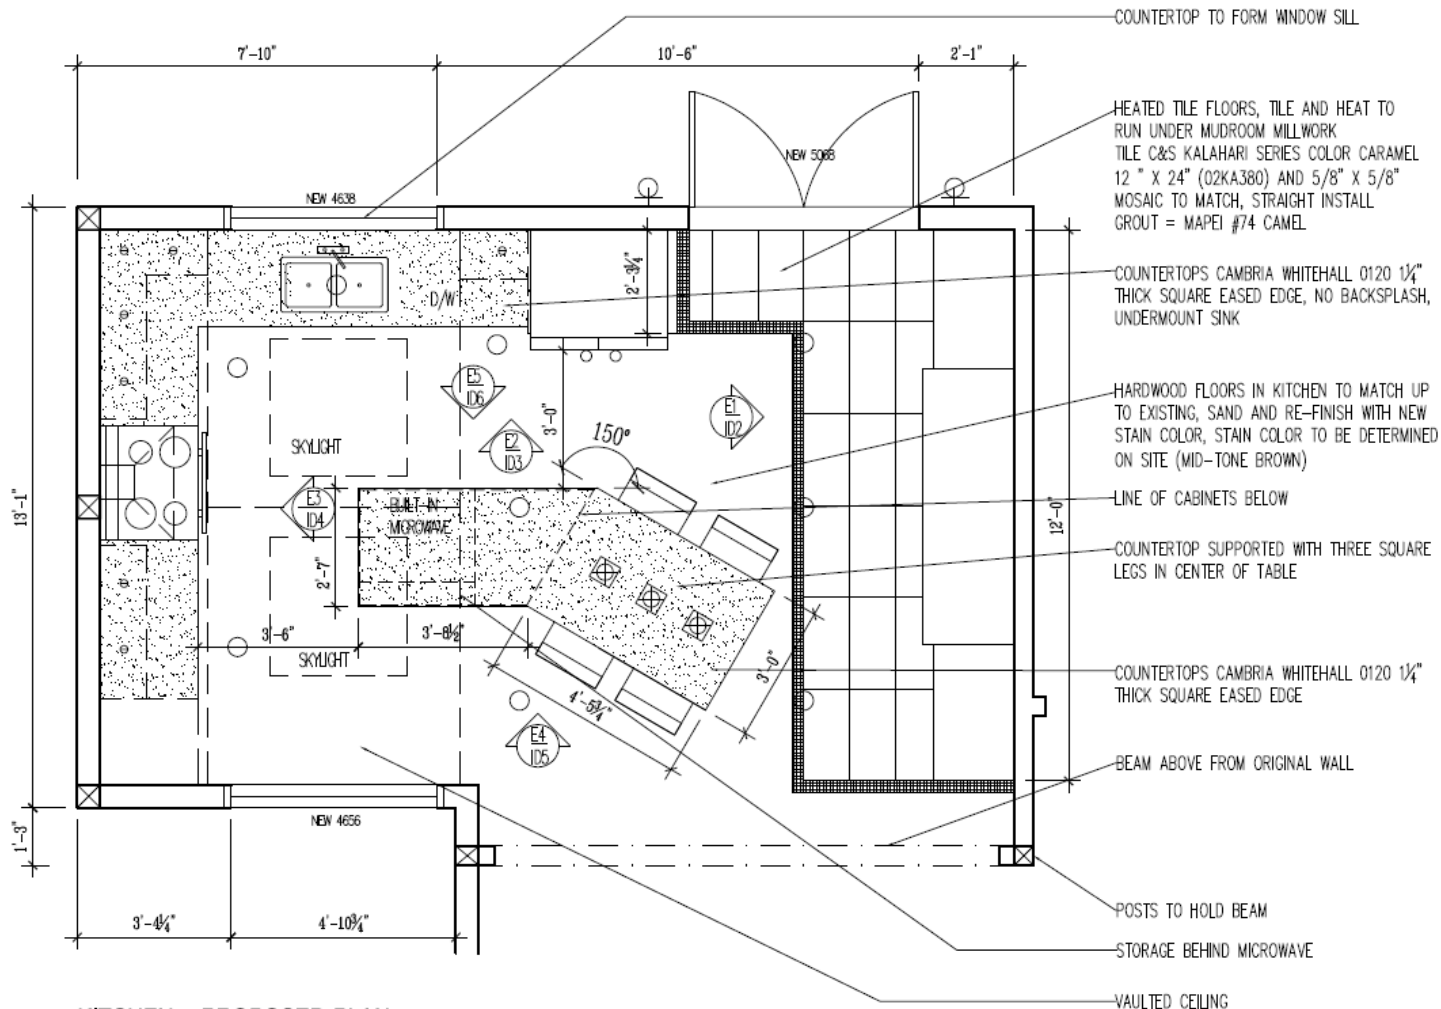 COUNTERTOP TO FORM WINDOW SILL
7'-10"
10'-6"
2'-1"
HEATED TILE FLOORS, TILE AND HEAT TO
RUN UNDER MUDROOM MILLWORK
TILE C&S KALAHARI SERIES COLOR CARAMEL
12 " X 24" (02KA380) AND 5/8" X 5/8"
MOSAIC TO MATCH, STRAIGHT INSTALL
GROUT = MAPEI #74 CAMEL
NEW 5068
NEW 4638
COUNTERTOPS CAMBRIA WHITEHALL 0120 1¼"
THICK SQUARE EASED EDGE, NO BACKSPLASH,
UNDERMOUNT SINK
D/W
2'-3¼"
E5
ID6
E1
ID2
E2
ID3
3'-0"
150°
HARDWOOD FLOORS IN KITCHEN TO MATCH UP
TO EXISTING, SAND AND RE-FINISH WITH NEW
STAIN COLOR, STAIN COLOR TO BE DETERMINED
ON SITE (MID-TONE BROWN)
SKYLIGHT
E3
ID4
BUILT-IN
MICROWAVE
LINE OF CABINETS BELOW
13'-1"
12'-0"
2'-7"
COUNTERTOP SUPPORTED WITH THREE SQUARE
LEGS IN CENTER OF TABLE
3'-6"
3'-8½"
SKYLIGHT
3'-0"
4'-5¾"
COUNTERTOPS CAMBRIA WHITEHALL 0120 1¼"
THICK SQUARE EASED EDGE
E4
ID5
BEAM ABOVE FROM ORIGINAL WALL
NEW 4656
1'-3"
3'-4¼"
4'-10¾"
POSTS TO HOLD BEAM
STORAGE BEHIND MICROWAVE
VAULTED CEILING